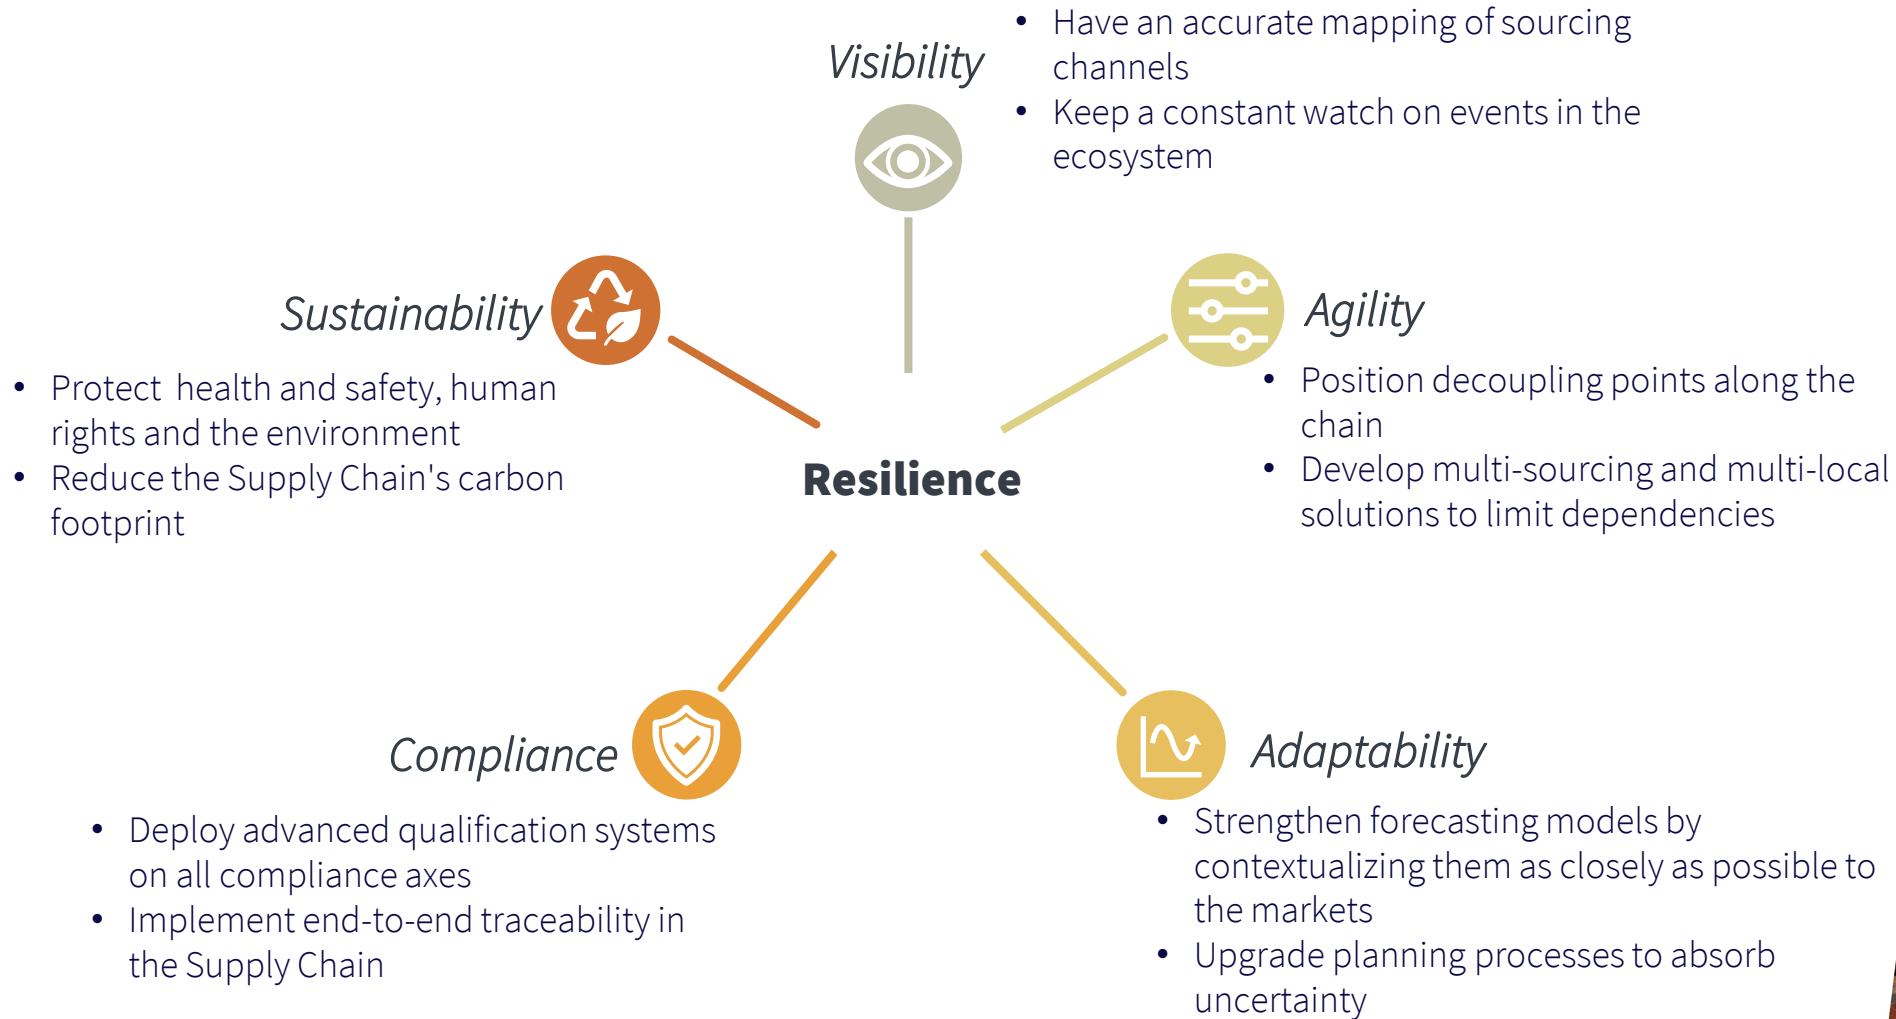 Visibility
• Have an accurate mapping of sourcing
channels
• Keep a constant watch on events in the
ecosystem
Sustainability
• Protect  health and safety, human
rights and the environment
• Reduce the Supply Chain's carbon
footprint
Agility
• Position decoupling points along the
chain
• Develop multi-sourcing and multi-local
solutions to limit dependencies
Resilience
Compliance
• Deploy advanced qualification systems
on all compliance axes
• Implement end-to-end traceability in
the Supply Chain
Adaptability
• Strengthen forecasting models by
contextualizing them as closely as possible to
the markets
• Upgrade planning processes to absorb
uncertainty